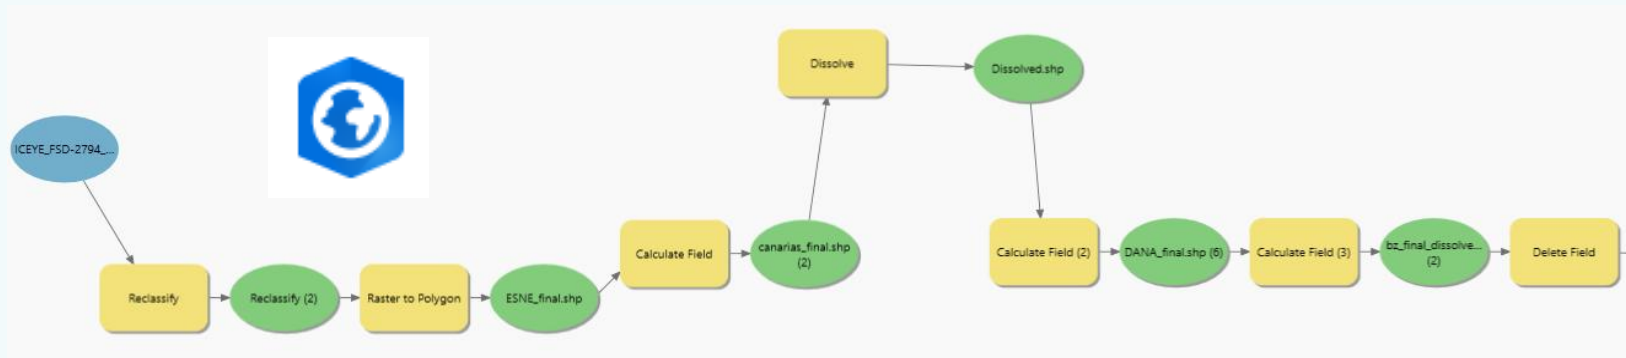 ICEYE_FSD-2794_...
Reclassify
Reclassify (2)
Raster to Polygon
ESNE_final.shp
Calculate Field
canarias_final.shp
(2)
Dissolve
Dissolved.shp
Calculate Field (2)
DANA_final.shp (6)
Calculate Field (3)
bz_final_dissolve...
(2)
Delete Field